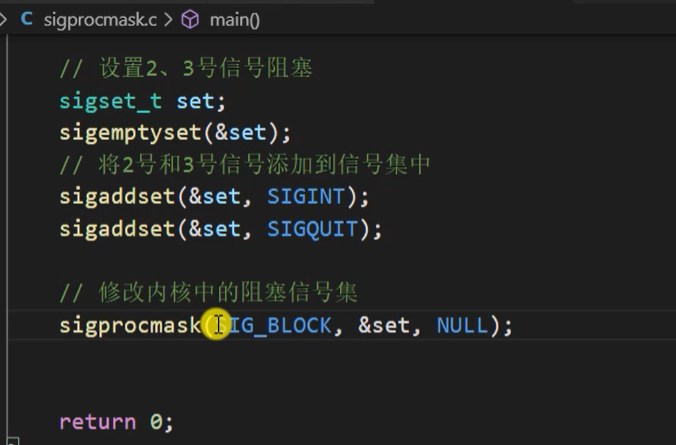 C sigprocmask.c > main()
// 设置2、3号信号阻塞
sigset_t set;
sigemptyset(&set);
// 将2号和3号信号添加到信号集中
sigaddset(&set, SIGINT);
sigaddset(&set, SIGQUIT);
// 修改内核中的阻塞信号集
sigprocmask(SIG_BLOCK, &set, NULL);
return 0;